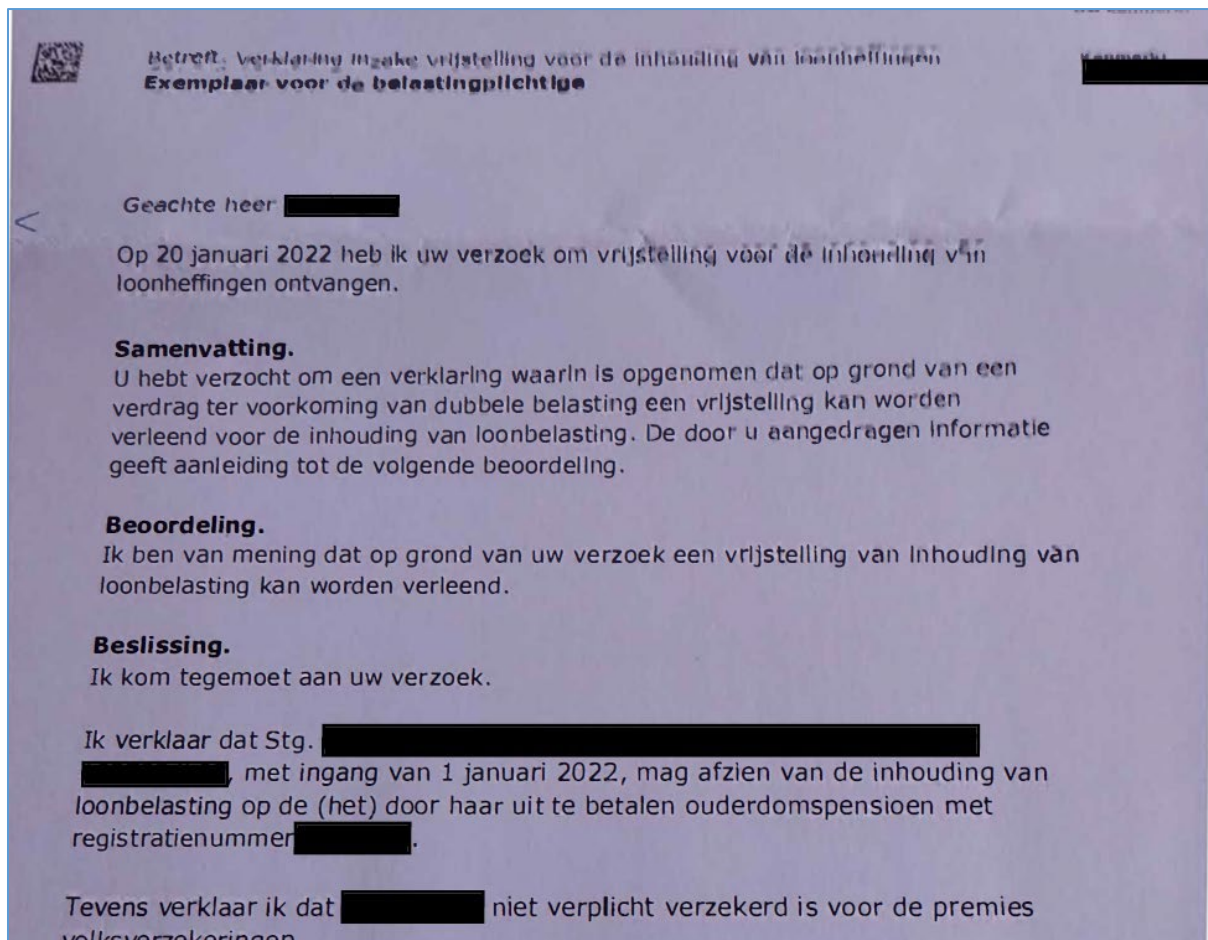 Betreft. Verklaring inzake vrijstelling voor de inhouding van loonheffingen
Kenmerk
Exemplaar voor de belastingplichtige
Geachte heer
Op 20 januari 2022 heb ik uw verzoek om vrijstelling voor de inhouding van
loonheffingen ontvangen.
Samenvatting.
U hebt verzocht om een verklaring waarin is opgenomen dat op grond van een
verdrag ter voorkoming van dubbele belasting een vrijstelling kan worden
verleend voor de inhouding van loonbelasting. De door u aangedragen informatie
geeft aanleiding tot de volgende beoordeling.
Beoordeling.
Ik ben van mening dat op grond van uw verzoek een vrijstelling van inhouding van
loonbelasting kan worden verleend.
Beslissing.
Ik kom tegemoet aan uw verzoek.
Ik verklaar dat Stg.
, met ingang van 1 januari 2022, mag afzien van de inhouding van
loonbelasting op de (het) door haar uit te betalen ouderdomspensioen met
registratienummer .
Tevens verklaar ik dat niet verplicht verzekerd is voor de premies
volksverzekeringen